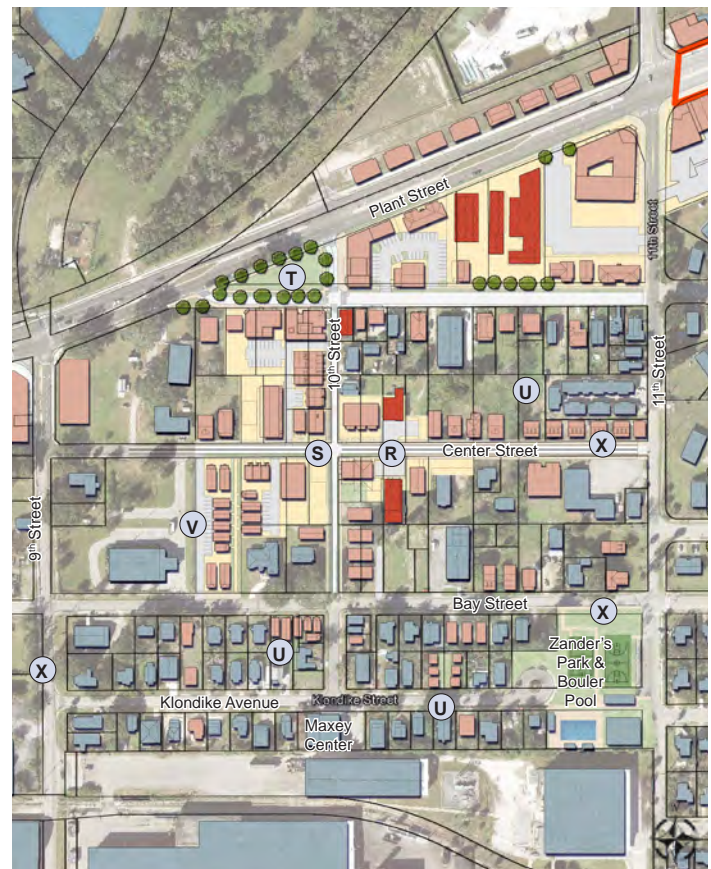 Plant Street
11th Street
T
10th Street
U
11th Street
S
R
Center Street
X
9th Street
V
Bay Street
X
X
U
Zander's
Park &
Bouler
Pool
Klondike Avenue
Klondike Street
U
Maxey
Center